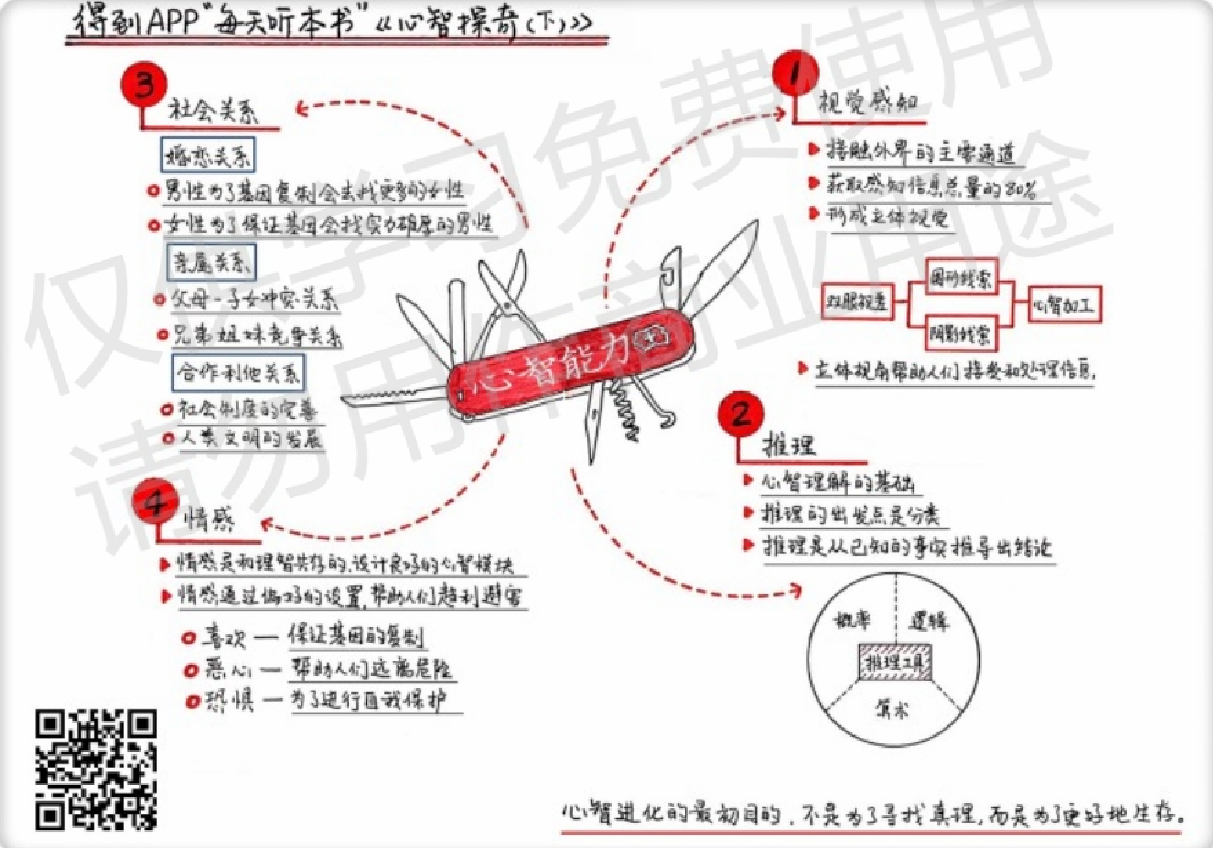 得到APP“每天听本书”《心智探奇(下)》
1
视觉感知
接触外界的主要通道
获取感知信息总量的80%
形成立体视觉
双眼视差
图形线索
阴影线索
心智加工
立体视角帮助人们接受和处理信息。
2
推理
心智理解的基础
推理的出发点是分类
推理是从已知的事实推导出结论
概率
逻辑
推理工具
算术
3
社会关系
婚恋关系
男性为了基因复制会去找更多的女性
女性为了保证基因会找实力雄厚的男性
亲属关系
父母-子女冲突关系
兄弟姐妹竞争关系
合作利他关系
社会制度的完善
人类文明的发展
4
情感
情感是和理智共存的,设计良好的心智模块
情感通过偏好的设置,帮助人们趋利避害
喜欢—保证基因的复制
恶心—帮助人们远离危险
恐惧—为了进行自我保护
心智能力
心智进化的最初目的,不是为了寻找真理,而是为了更好地生存。
仅供学习免费使用
请勿用作商业用途